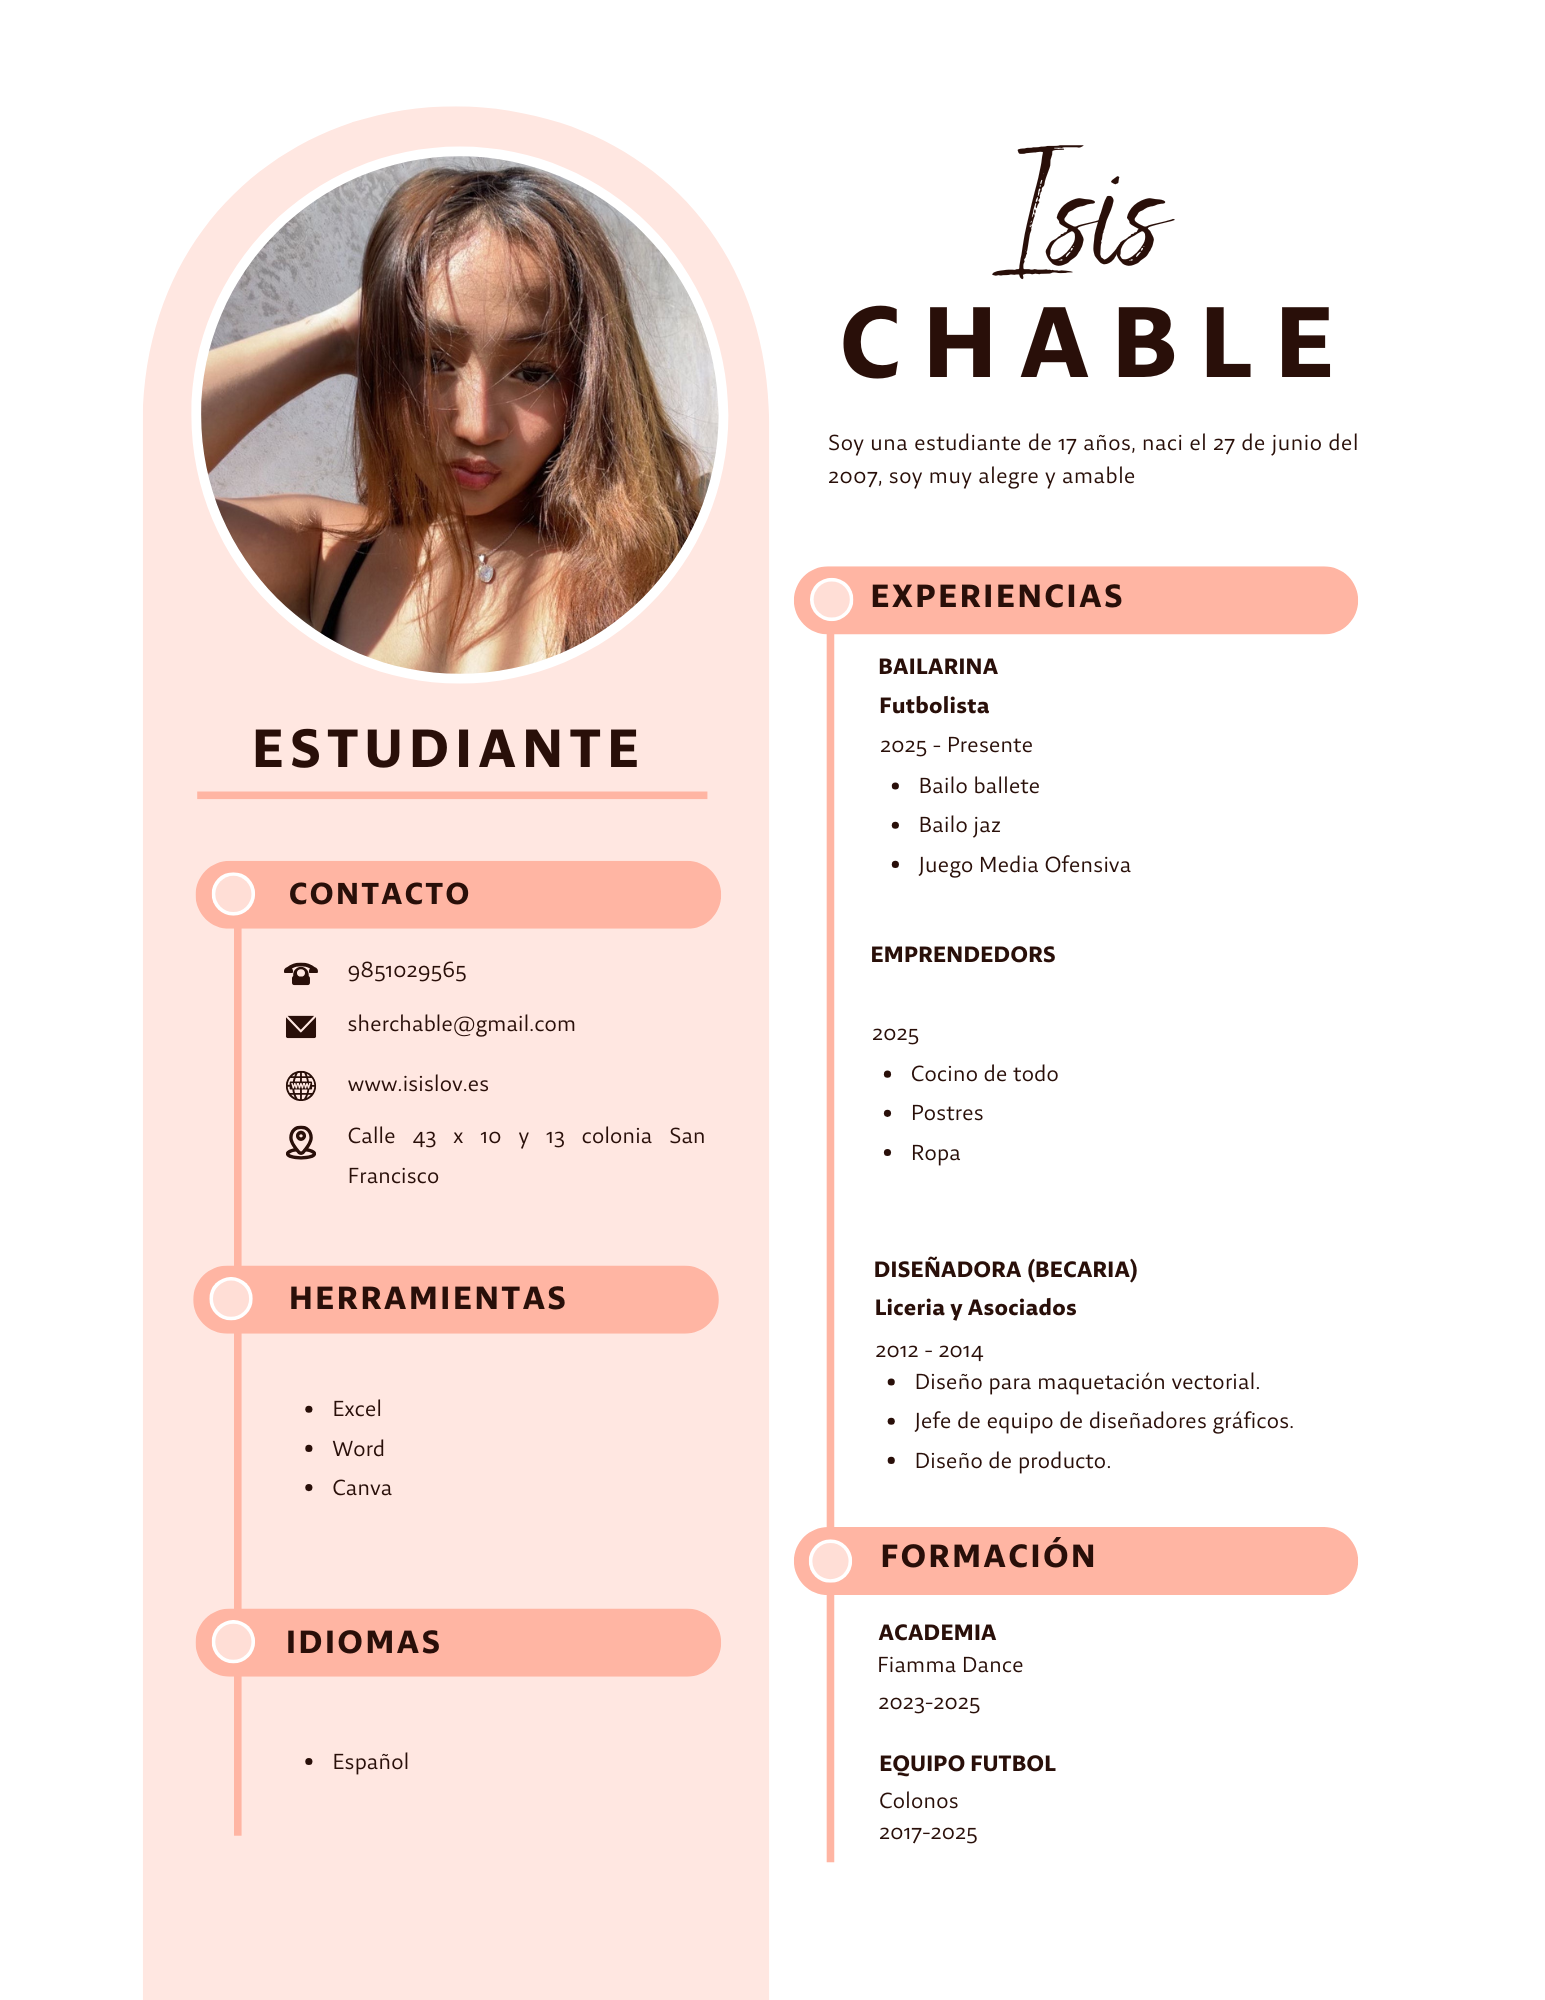 Isis
CHABLE
Soy una estudiante de 17 años, naci el 27 de junio del
2007, soy muy alegre y amable
ESTUDIANTE
CONTACTO
9851029565
sherchable@gmail.com
www.isislov.es
Calle 43 x 10 y 13 colonia San
Francisco
HERRAMIENTAS
• Excel
• Word
• Canva
IDIOMAS
• Español
EXPERIENCIAS
BAILARINA
Futbolista
2025 - Presente
• Bailo ballete
• Bailo jaz
• Juego Media Ofensiva
EMPRENDEDORS
2025
• Cocino de todo
• Postres
• Ropa
DISEÑADORA (BECARIA)
Liceria y Asociados
2012 - 2014
• Diseño para maquetación vectorial.
• Jefe de equipo de diseñadores gráficos.
• Diseño de producto.
FORMACIÓN
ACADEMIA
Fiamma Dance
2023-2025
EQUIPO FUTBOL
Colonos
2017-2025